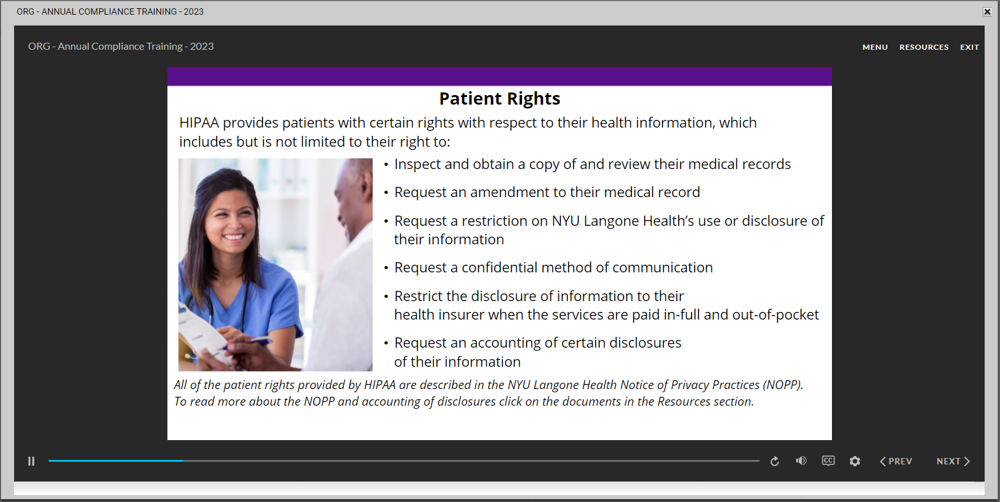 ORG - ANNUAL COMPLIANCE TRAINING - 2023
ORG - Annual Compliance Training - 2023
MENU RESOURCES EXIT
Patient Rights
HIPAA provides patients with certain rights with respect to their health information, which
includes but is not limited to their right to:
• Inspect and obtain a copy of and review their medical records
• Request an amendment to their medical record
• Request a restriction on NYU Langone Health’s use or disclosure of
their information
• Request a confidential method of communication
• Restrict the disclosure of information to their
health insurer when the services are paid in-full and out-of-pocket
• Request an accounting of certain disclosures
of their information
All of the patient rights provided by HIPAA are described in the NYU Langone Health Notice of Privacy Practices (NOPP).
To read more about the NOPP and accounting of disclosures click on the documents in the Resources section.
CC PREV NEXT